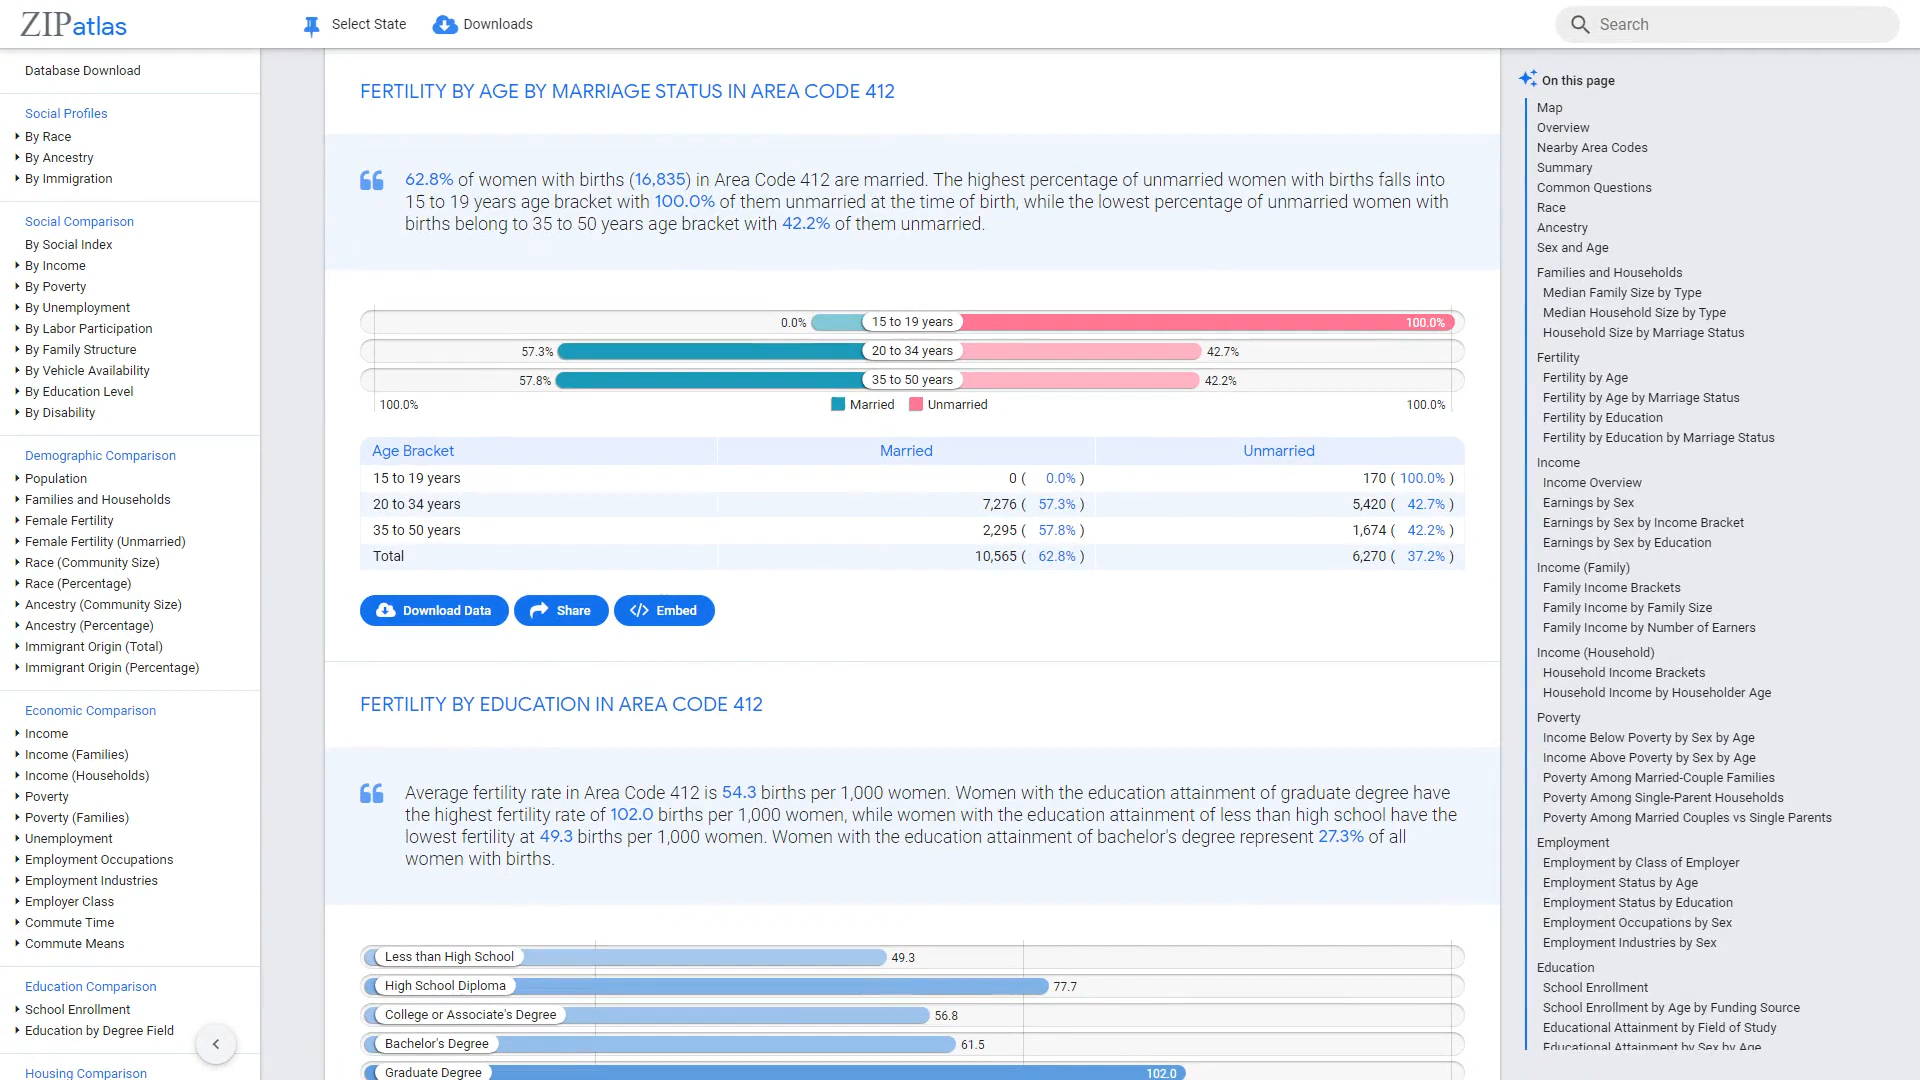 ZIPatlas
Select State
Downloads
Search
Database Download
Social Profiles
By Race
By Ancestry
By Immigration
Social Comparison
By Social Index
By Income
By Poverty
By Unemployment
By Labor Participation
By Family Structure
By Vehicle Availability
By Education Level
By Disability
Demographic Comparison
Population
Families and Households
Female Fertility
Female Fertility (Unmarried)
Race (Community Size)
Race (Percentage)
Ancestry (Community Size)
Ancestry (Percentage)
Immigrant Origin (Total)
Immigrant Origin (Percentage)
Economic Comparison
Income
Income (Families)
Income (Households)
Poverty
Poverty (Families)
Unemployment
Employment Occupations
Employment Industries
Employer Class
Commute Time
Commute Means
Education Comparison
School Enrollment
Education by Degree Field
Housing Comparison
FERTILITY BY AGE BY MARRIAGE STATUS IN AREA CODE 412
62.8% of women with births (16,835) in Area Code 412 are married. The highest percentage of unmarried women with births falls into
15 to 19 years age bracket with 100.0% of them unmarried at the time of birth, while the lowest percentage of unmarried women with
births belong to 35 to 50 years age bracket with 42.2% of them unmarried.
0.0% 15 to 19 years 100.0%
57.3% 20 to 34 years 42.7%
57.8% 35 to 50 years 42.2%
100.0% Married Unmarried 100.0%
Age Bracket Married Unmarried
15 to 19 years 0 ( 0.0% ) 170 ( 100.0% )
20 to 34 years 7,276 ( 57.3% ) 5,420 ( 42.7% )
35 to 50 years 2,295 ( 57.8% ) 1,674 ( 42.2% )
Total 10,565 ( 62.8% ) 6,270 ( 37.2% )
Download Data Share Embed
FERTILITY BY EDUCATION IN AREA CODE 412
Average fertility rate in Area Code 412 is 54.3 births per 1,000 women. Women with the education attainment of graduate degree have
the highest fertility rate of 102.0 births per 1,000 women, while women with the education attainment of less than high school have the
lowest fertility at 49.3 births per 1,000 women. Women with the education attainment of bachelor's degree represent 27.3% of all
women with births.
Less than High School 49.3
High School Diploma 77.7
College or Associate's Degree 56.8
Bachelor's Degree 61.5
Graduate Degree 102.0
On this page
Map
Overview
Nearby Area Codes
Summary
Common Questions
Race
Ancestry
Sex and Age
Families and Households
Median Family Size by Type
Median Household Size by Type
Household Size by Marriage Status
Fertility
Fertility by Age
Fertility by Age by Marriage Status
Fertility by Education
Fertility by Education by Marriage Status
Income
Income Overview
Earnings by Sex
Earnings by Sex by Income Bracket
Earnings by Sex by Education
Income (Family)
Family Income Brackets
Family Income by Family Size
Family Income by Number of Earners
Income (Household)
Household Income Brackets
Household Income by Householder Age
Poverty
Income Below Poverty by Sex by Age
Income Above Poverty by Sex by Age
Poverty Among Married-Couple Families
Poverty Among Single-Parent Households
Poverty Among Married Couples vs Single Parents
Employment
Employment by Class of Employer
Employment Status by Age
Employment Status by Education
Employment Occupations by Sex
Employment Industries by Sex
Education
School Enrollment
School Enrollment by Age by Funding Source
Educational Attainment by Field of Study
Educational Attainment by Sex by Age